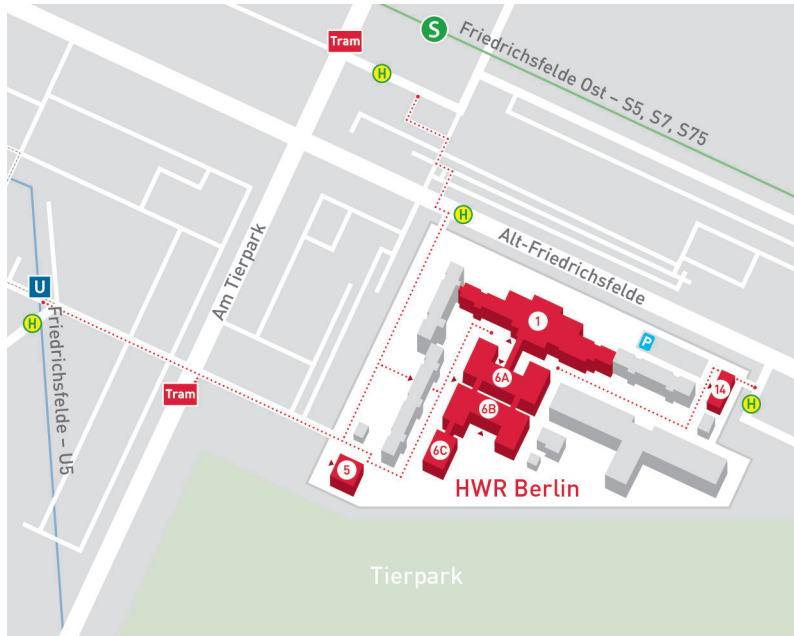 S
Friedrichsfelde Ost – S5, S7, S75
Tram
H
H
Alt-Friedrichsfelde
Am Tierpark
U
H
Friedrichsfelde – U5
Tram
1
P
6A
6B
6C
14
H
5
HWR Berlin
Tierpark